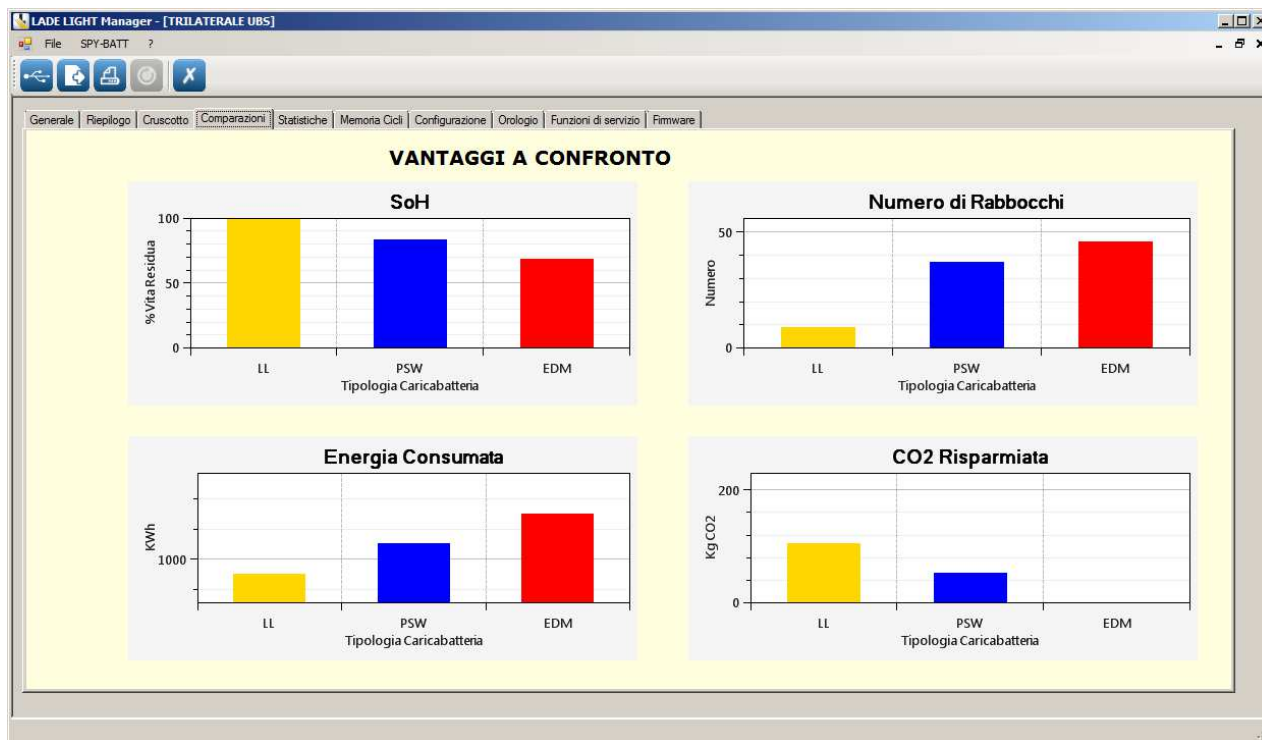 LADE LIGHT Manager - [TRILATERALE UBS]
File SPY-BATT ?
Generale Riepilogo Cruscotto Comparazioni Statistiche Memoria Cicli Configurazione Orologio Funzioni di servizio Firmware
VANTAGGI A CONFRONTO
SoH
100
50
0
% Vita Residua
LL PSW EDM
Tipologia Caricabatteria
Numero di Rabbocchi
50
0
Numero
LL PSW EDM
Tipologia Caricabatteria
Energia Consumata
1000
KWh
LL PSW EDM
Tipologia Caricabatteria
CO2 Risparmiata
200
0
Kg CO2
LL PSW EDM
Tipologia Caricabatteria